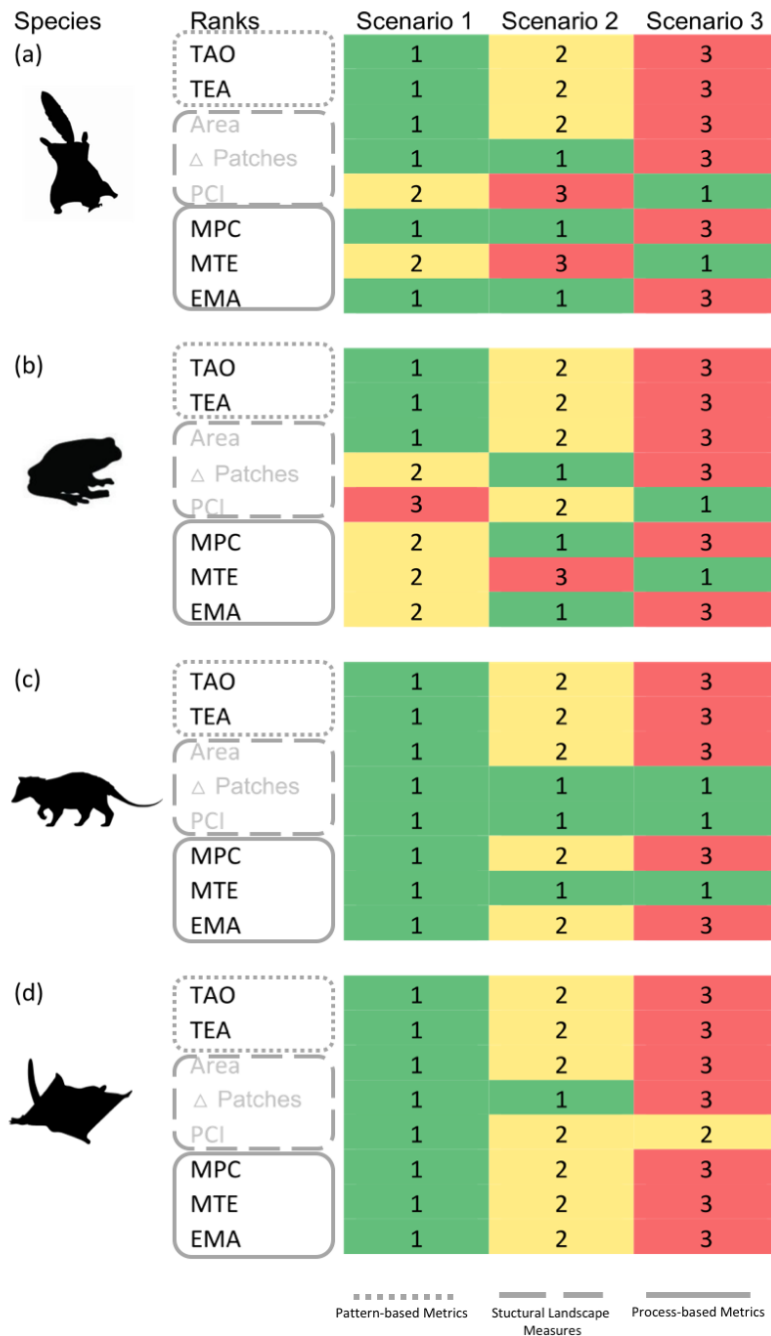 Species Ranks Scenario 1 Scenario 2 Scenario 3
(a)
TAO 1 2 3
TEA 1 2 3
Area 1 2 3
△ Patches 1 1 3
PCI 2 3 1
MPC 1 1 3
MTE 2 3 1
EMA 1 1 3
(b)
TAO 1 2 3
TEA 1 2 3
Area 1 2 3
△ Patches 2 1 3
PCI 3 2 1
MPC 2 1 3
MTE 2 3 1
EMA 2 1 3
(c)
TAO 1 2 3
TEA 1 2 3
Area 1 2 3
△ Patches 1 1 1
PCI 1 1 1
MPC 1 2 3
MTE 1 1 1
EMA 1 2 3
(d)
TAO 1 2 3
TEA 1 2 3
Area 1 2 3
△ Patches 1 1 3
PCI 1 2 2
MPC 1 2 3
MTE 1 2 3
EMA 1 2 3
Pattern-based Metrics
Stuctural Landscape
Measures
Process-based Metrics